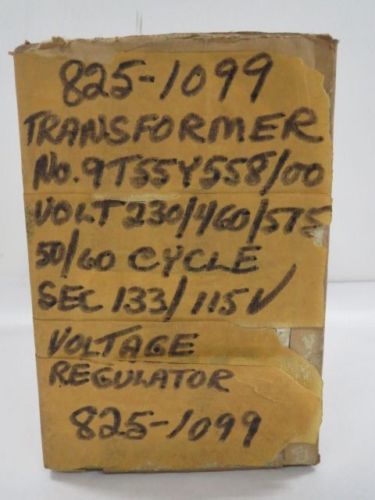 825-1099
TRANSFORMER
No. 9T55Y558/00
VOLT 230/460/575
50/60 CYCLE
SEC 133/115V
VOLTAGE
REGULATOR
825-1099